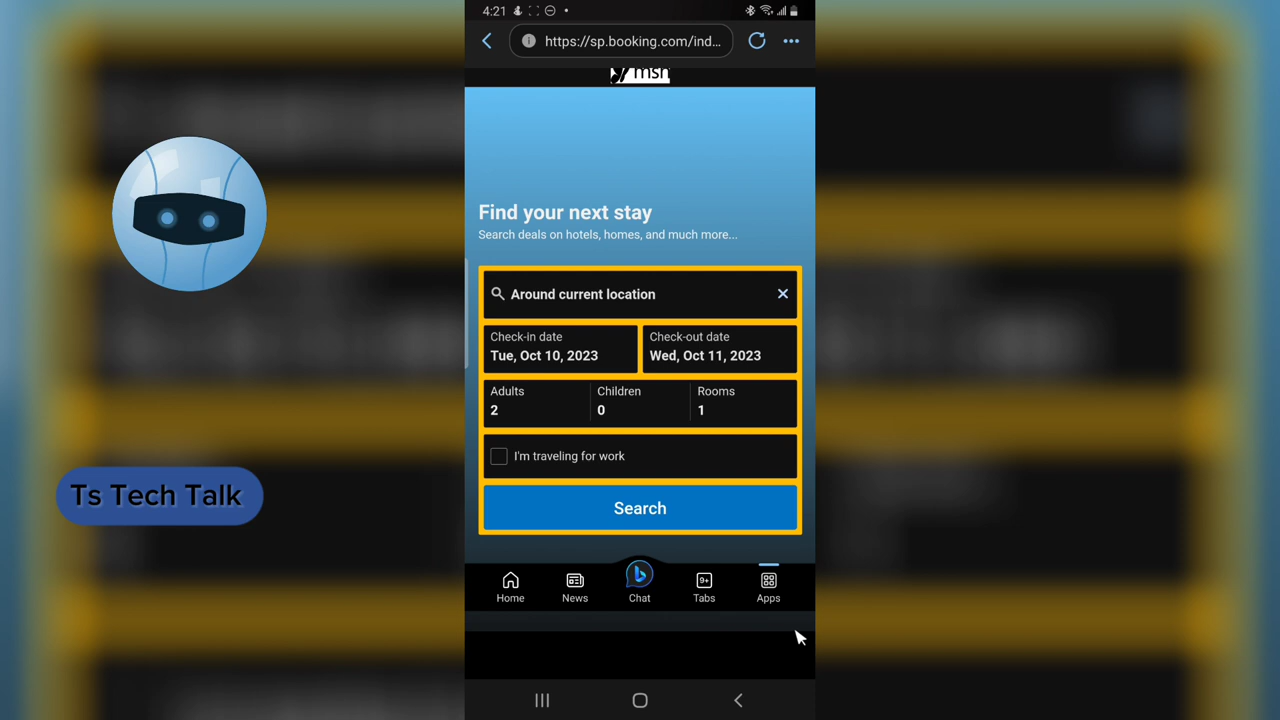 4:21
https://sp.booking.com/ind...
msn
Find your next stay
Search deals on hotels, homes, and much more...
Around current location
Check-in date
Tue, Oct 10, 2023
Check-out date
Wed, Oct 11, 2023
Adults
2
Children
0
Rooms
1
I'm traveling for work
Search
Home
News
Chat
9+
Tabs
Apps
Ts Tech Talk